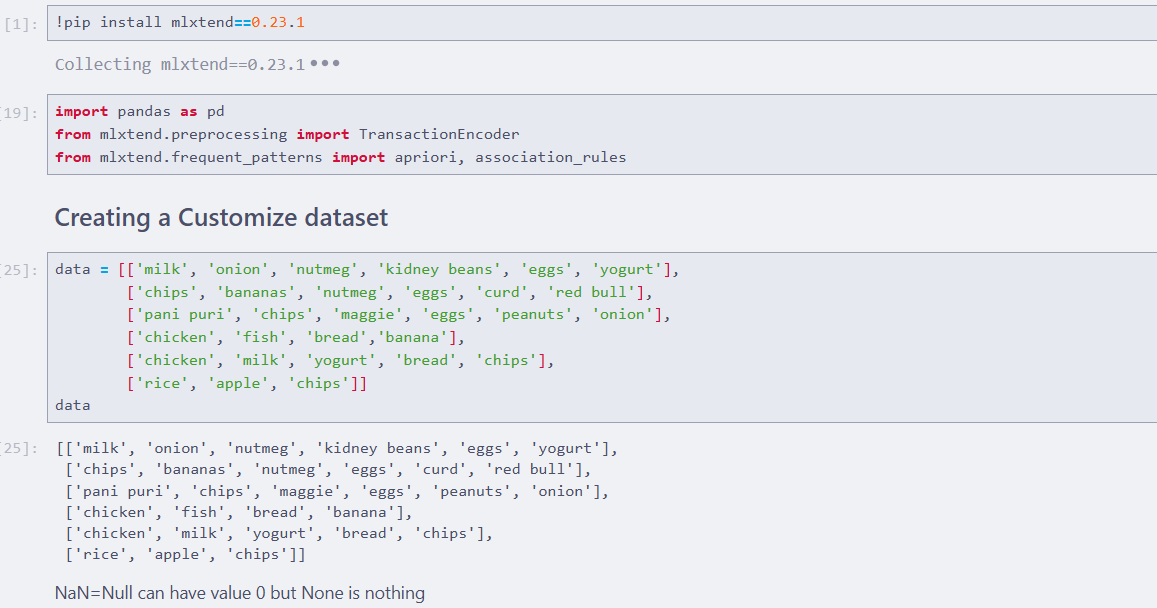 [1]: !pip install mlxtend==0.23.1
Collecting mlxtend==0.23.1•••
[19]: import pandas as pd
from mlxtend.preprocessing import TransactionEncoder
from mlxtend.frequent_patterns import apriori, association_rules
Creating a Customize dataset
[25]: data = [['milk', 'onion', 'nutmeg', 'kidney beans', 'eggs', 'yogurt'],
['chips', 'bananas', 'nutmeg', 'eggs', 'curd', 'red bull'],
['pani puri', 'chips', 'maggie', 'eggs', 'peanuts', 'onion'],
['chicken', 'fish', 'bread','banana'],
['chicken', 'milk', 'yogurt', 'bread', 'chips'],
['rice', 'apple', 'chips']]
data
[25]: [['milk', 'onion', 'nutmeg', 'kidney beans', 'eggs', 'yogurt'],
['chips', 'bananas', 'nutmeg', 'eggs', 'curd', 'red bull'],
['pani puri', 'chips', 'maggie', 'eggs', 'peanuts', 'onion'],
['chicken', 'fish', 'bread', 'banana'],
['chicken', 'milk', 'yogurt', 'bread', 'chips'],
['rice', 'apple', 'chips']]
NaN=Null can have value 0 but None is nothing